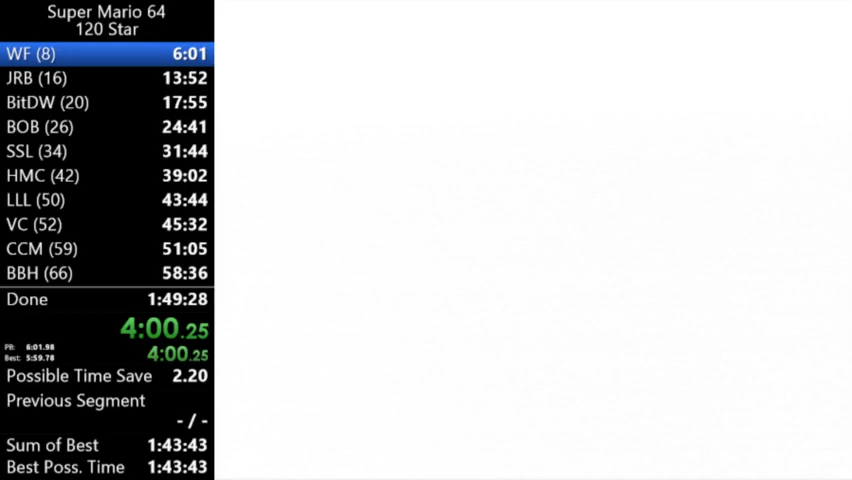 Super Mario 64
120 Star
WF (8) 6:01
JRB (16) 13:52
BitDW (20) 17:55
BOB (26) 24:41
SSL (34) 31:44
HMC (42) 39:02
LLL (50) 43:44
VC (52) 45:32
CCM (59) 51:05
BBH (66) 58:36
Done 1:49:28
4:00.25
PB: 6:01.98
Best: 5:59.78 4:00.25
Possible Time Save 2.20
Previous Segment
- / -
Sum of Best 1:43:43
Best Poss. Time 1:43:43